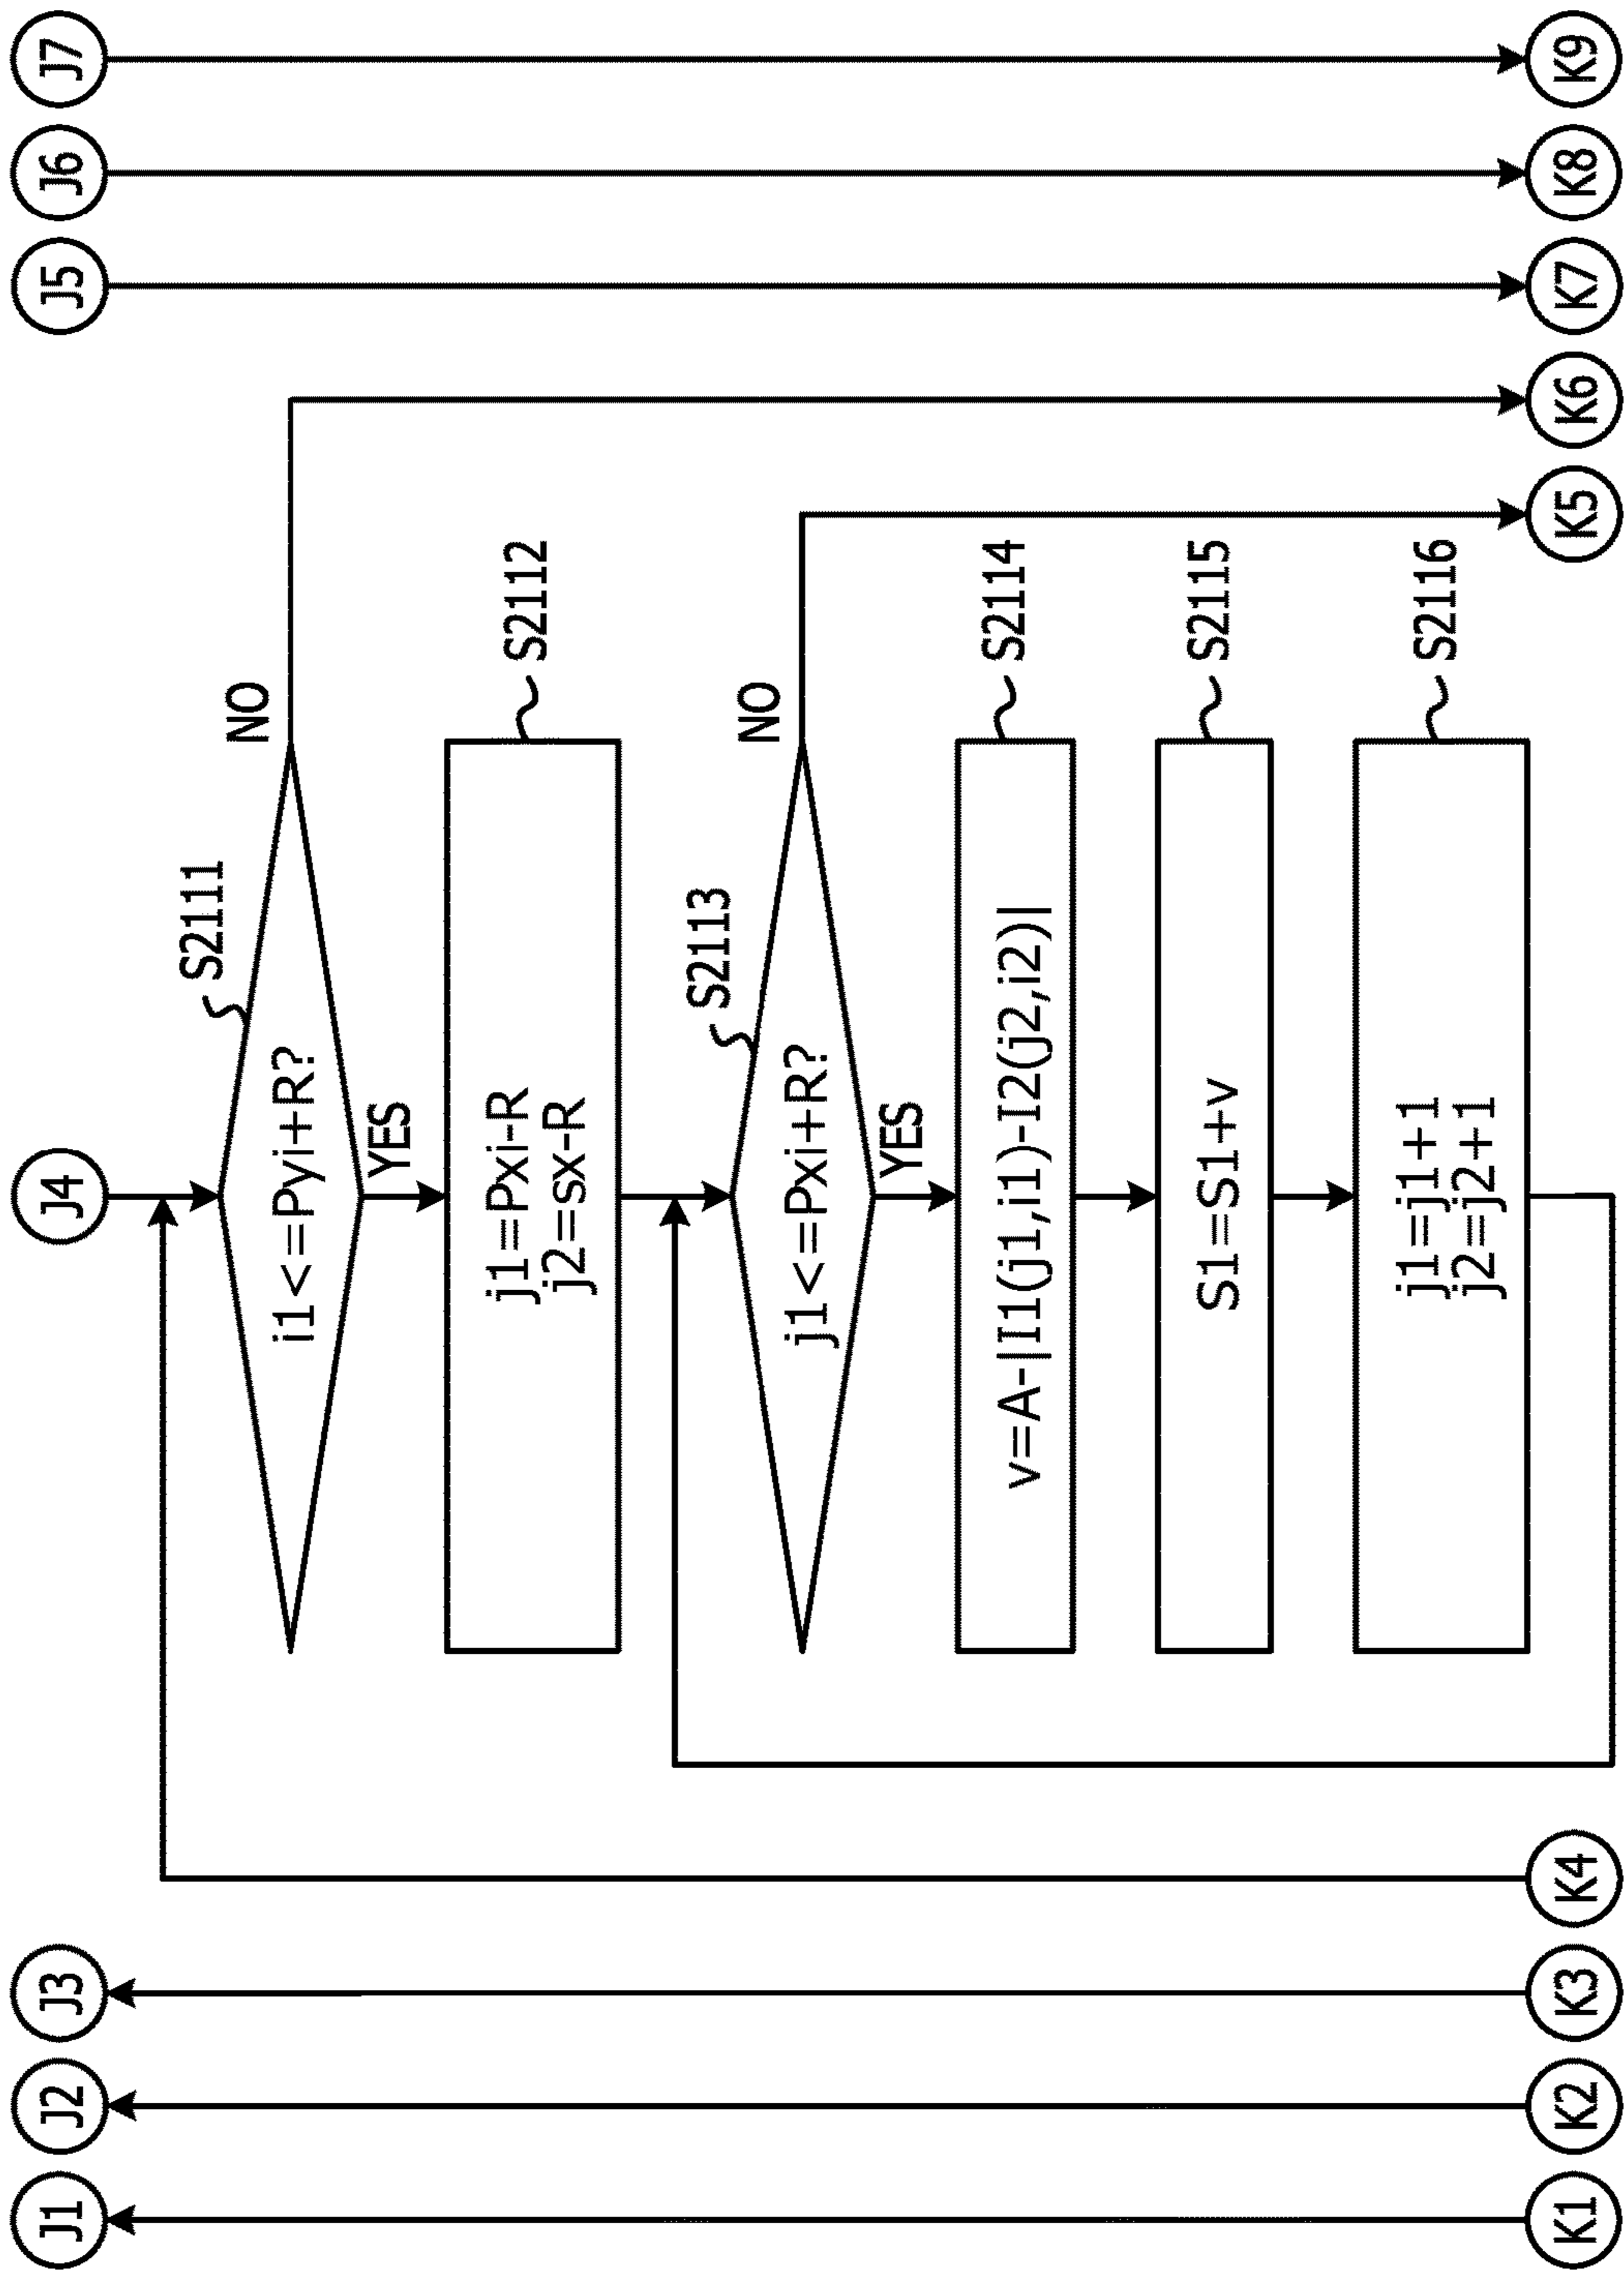 J1
J2
J3
J4
J5
J6
J7
S2111
i1<=Pyi+R?
NO
YES
S2112
j1=Pxi-R
j2=sx-R
S2113
j1<=Pxi+R?
NO
YES
S2114
v=A-|I1(j1,i1)-I2(j2,i2)|
S2115
S1=S1+v
S2116
j1=j1+1
j2=j2+1
K1
K2
K3
K4
K5
K6
K7
K8
K9